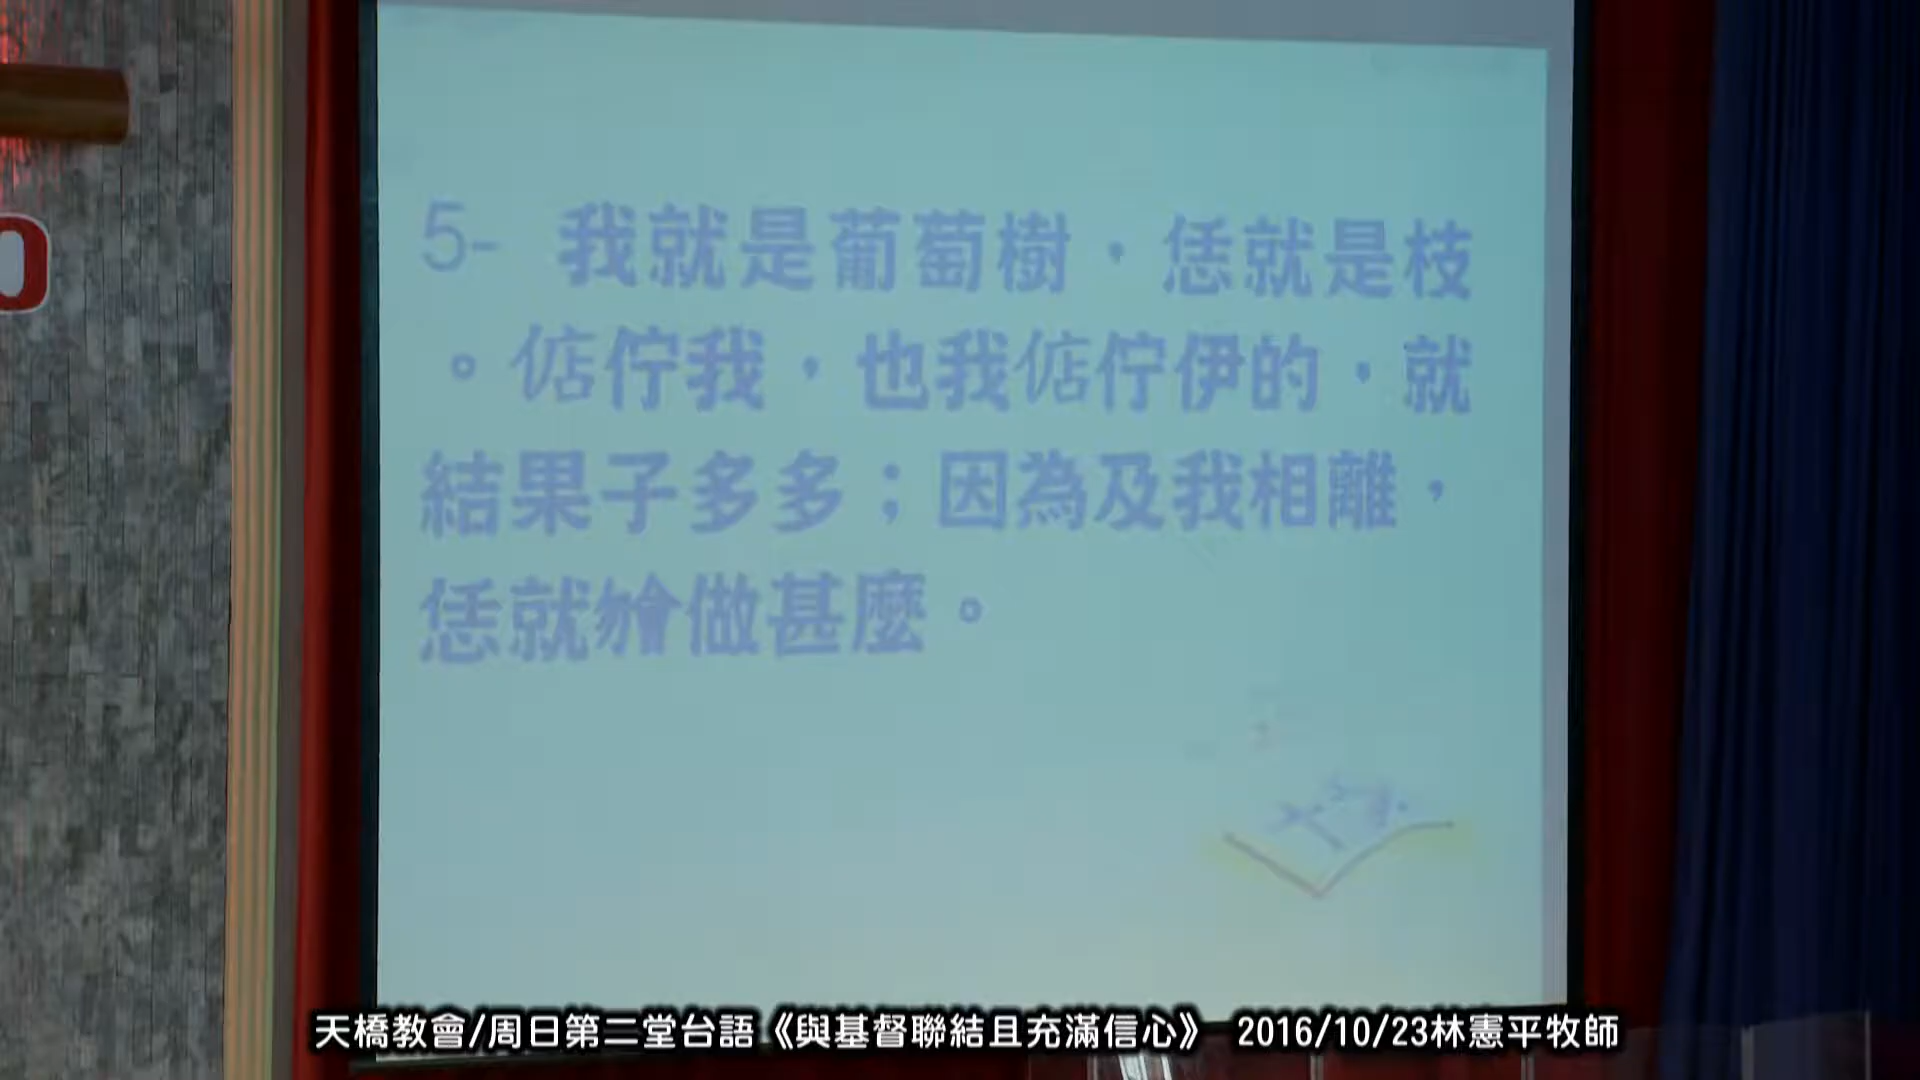 5- 我就是葡萄樹，恁就是枝
。偌佇我，也我偌佇伊的，就
結果子多多；因為及我相離，
恁就𣍐做甚麼。
天橋教會/周日第二堂台語《與基督聯結且充滿信心》 2016/10/23林憲平牧師